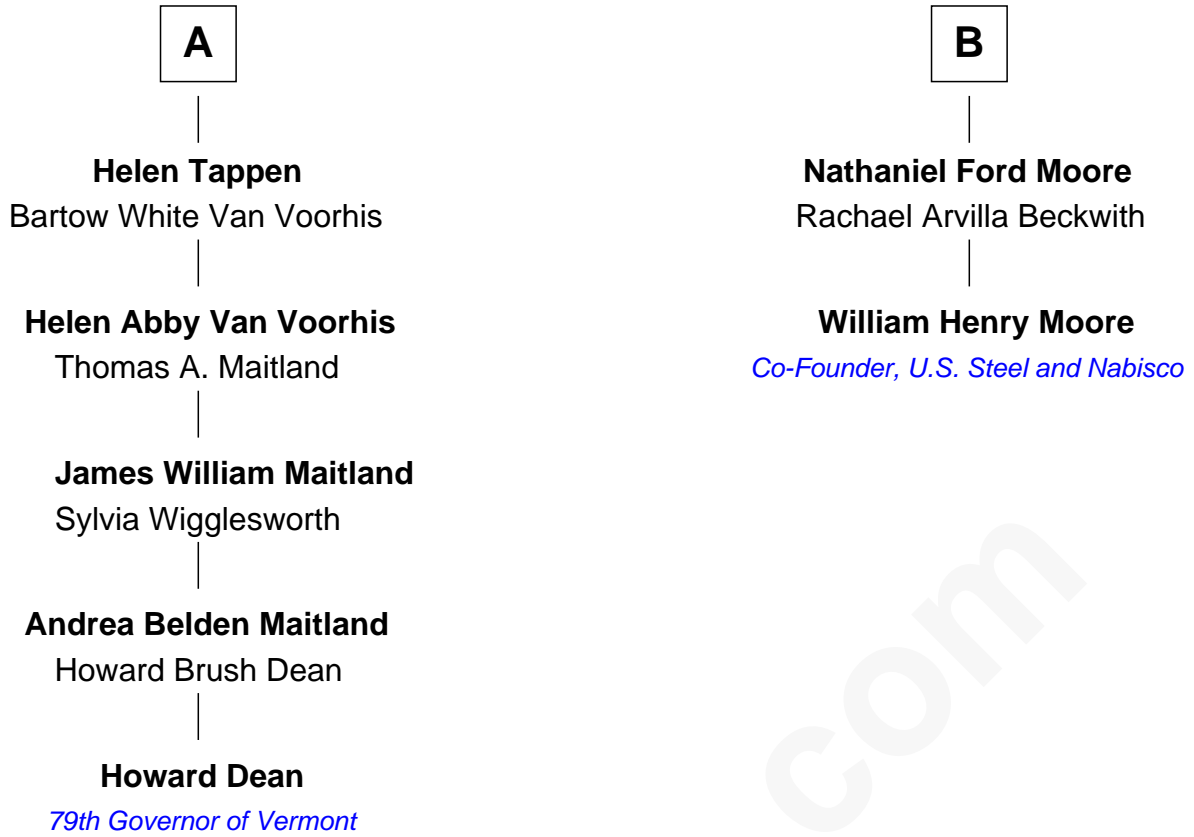 A
Helen Tappen
Bartow White Van Voorhis
Helen Abby Van Voorhis
Thomas A. Maitland
James William Maitland
Sylvia Wigglesworth
Andrea Belden Maitland
Howard Brush Dean
Howard Dean
79th Governor of Vermont
B
Nathaniel Ford Moore
Rachael Arvilla Beckwith
William Henry Moore
Co-Founder, U.S. Steel and Nabisco
com